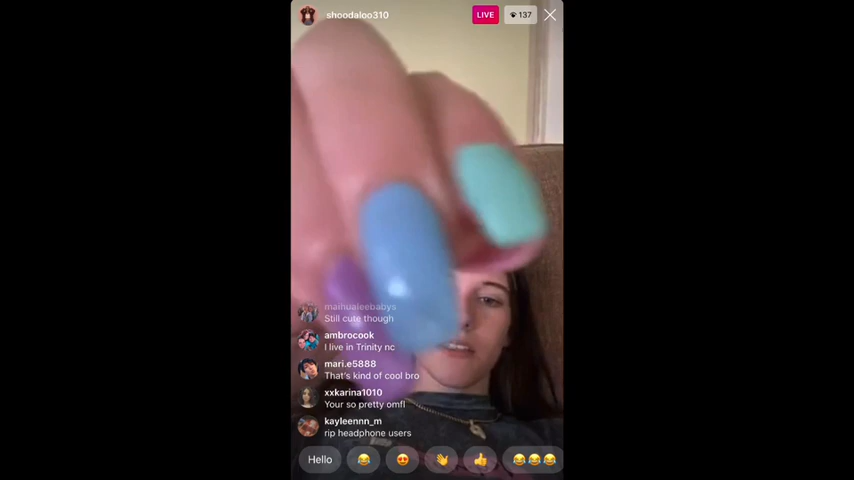 shoodaloo310
LIVE
137
maihualeebabys
Still cute though
ambrocook
I live in Trinity nc
mari.e5888
That's kind of cool bro
xxkarina1010
Your so pretty omfl
kayleennn_m
rip headphone users
Hello